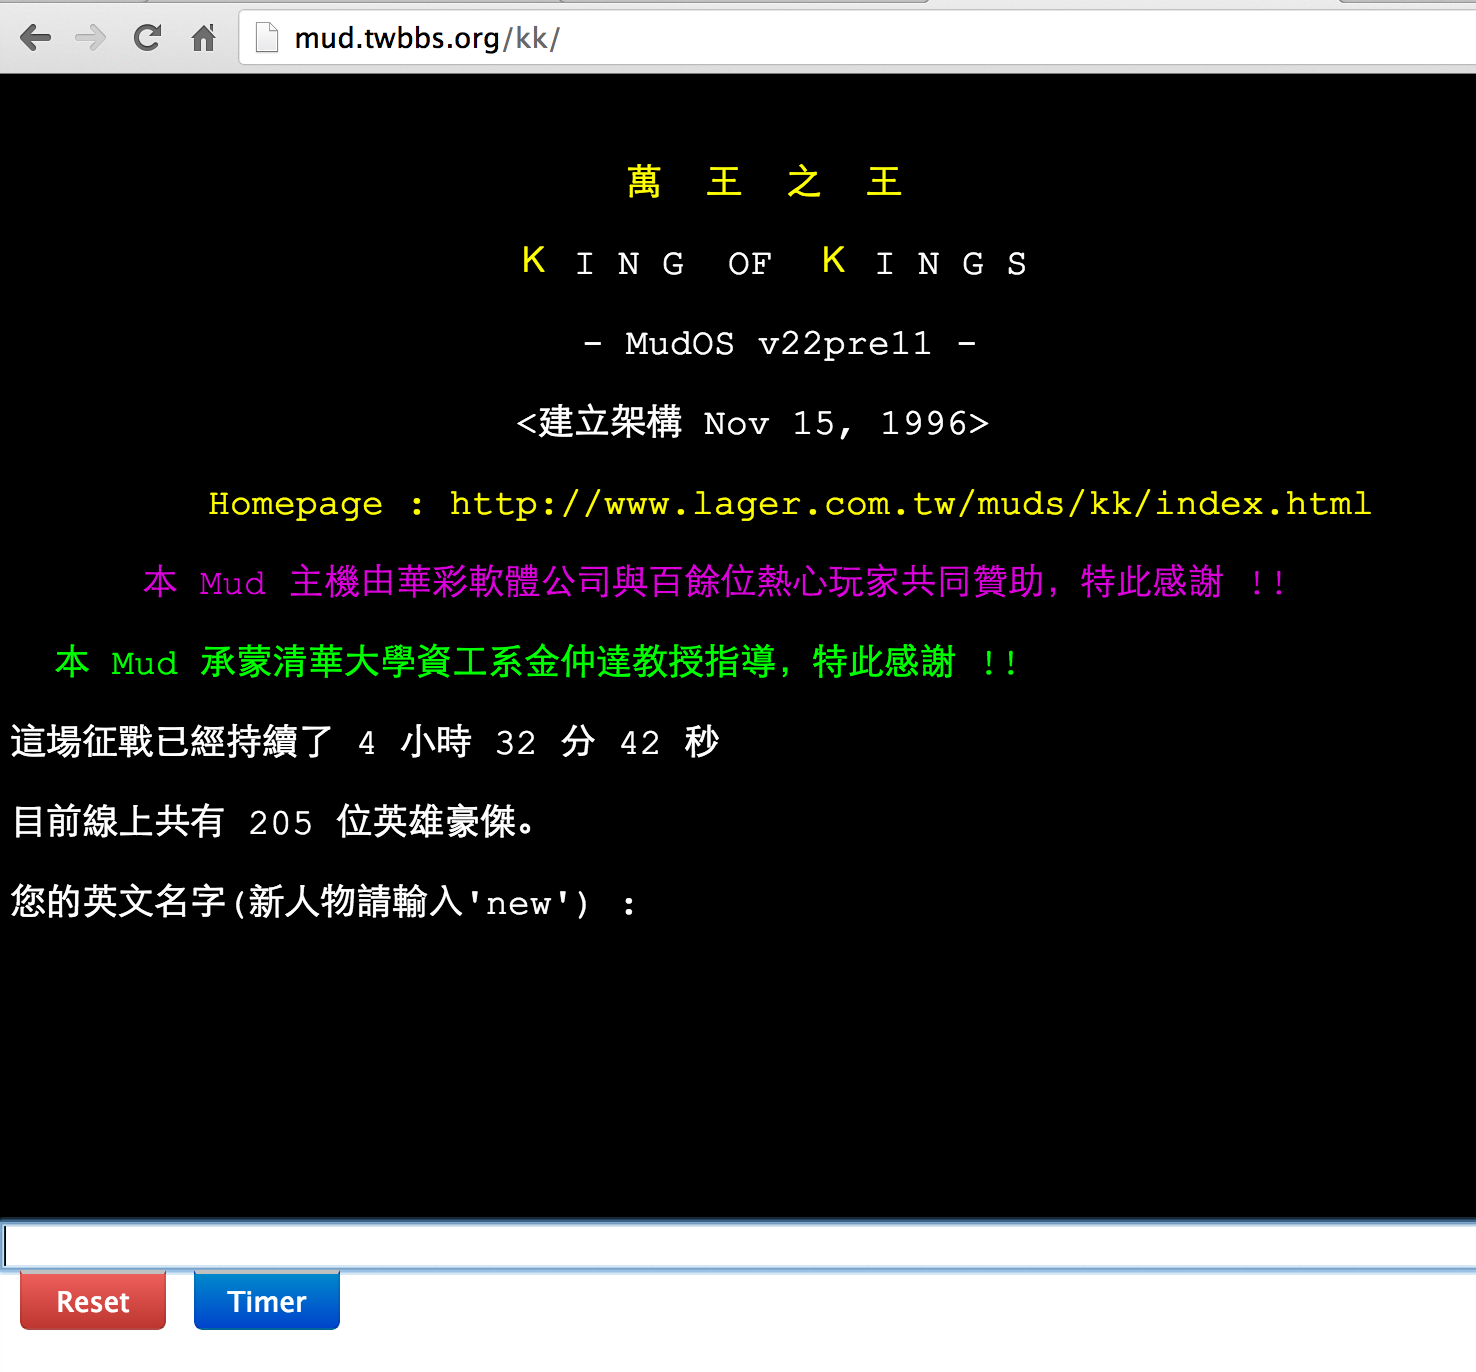 mud.twbbs.org/kk/
萬 王 之 王
K I N G OF K I N G S
- MudOS v22pre11 -
<建立架構 Nov 15, 1996>
Homepage : http://www.lager.com.tw/muds/kk/index.html
本 Mud 主機由華彩軟體公司與百餘位熱心玩家共同贊助，特此感謝 !!
本 Mud 承蒙清華大學資工系金仲達教授指導，特此感謝 !!
這場征戰已經持續了 4 小時 32 分 42 秒
目前線上共有 205 位英雄豪傑。
您的英文名字(新人物請輸入'new') :
Reset Timer